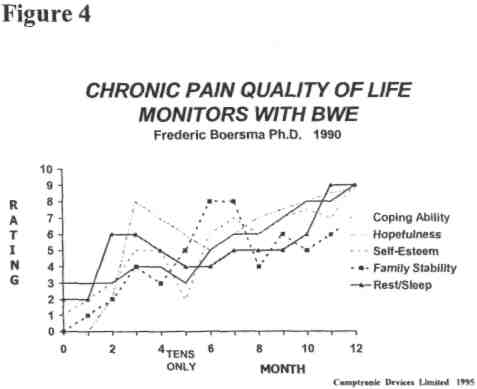 Figure 4
CHRONIC PAIN QUALITY OF LIFE
MONITORS WITH BWE
Frederic Boersma Ph.D. 1990
RATING
10
9
8
7
6
5
4
3
2
1
0
0 2 4 6 8 10 12
TENS
ONLY
MONTH
Coping Ability
Hopefulness
Self-Esteem
Family Stability
Rest/Sleep
Comptronic Devices Limited 1995